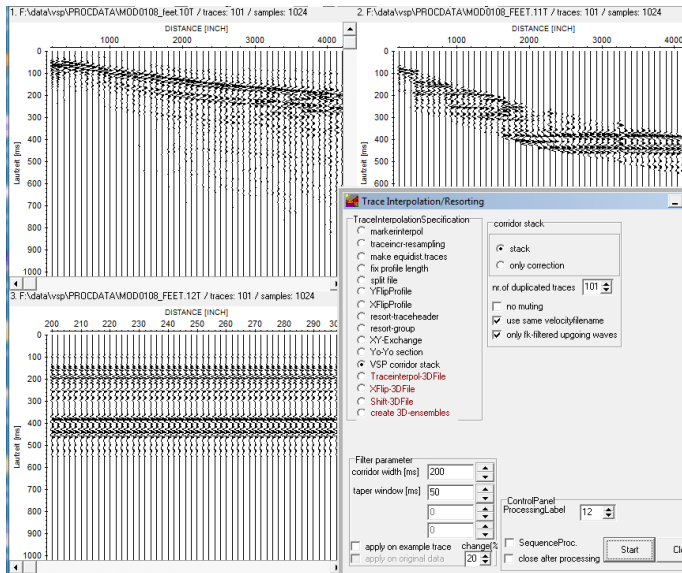 1. F:\data\vsp\PROCDATA\MOD0108_feet.10T / traces: 101 / samples: 1024
DISTANCE [INCH]
1000 2000 3000 4000
0
100
200
300
400
500
600
700
800
900
1000
Laufzeit [ms]
2. F:\data\vsp\PROCDATA\MOD0108_FEET.11T / traces: 101 / samples: 1024
DISTANCE [INCH]
1000 2000 3000 4000
0
100
200
300
400
500
600
Laufzeit [ms]
3. F:\data\vsp\PROCDATA\MOD0108_FEET.12T / traces: 101 / samples: 1024
DISTANCE [INCH]
200 210 220 230 240 250 260 270 280 290 30
0
100
200
300
400
500
600
700
800
900
1000
Laufzeit [ms]
Trace Interpolation/Resorting
TraceInterpolationSpecification
markerinterpol
traceincr-resampling
make equidist.traces
fix profile length
split file
YFlipProfile
XFlipProfile
resort-traceheader
resort-group
XY-Exchange
Yo-Yo section
VSP corridor stack
Traceinterpol-3DFile
XFlip-3DFile
Shift-3DFile
create 3D-ensembles
corridor stack
stack
only correction
nr.of duplicated traces 101
no muting
use same velocityfilename
only fk-filtered upgoing waves
Filter parameter
corridor width [ms] 200
taper window [ms] 50
0
0
apply on example trace change(%
apply on orginal data 20
ControlPanel
ProcessingLabel 12
SequenceProc.
close after processing
Start
Clo